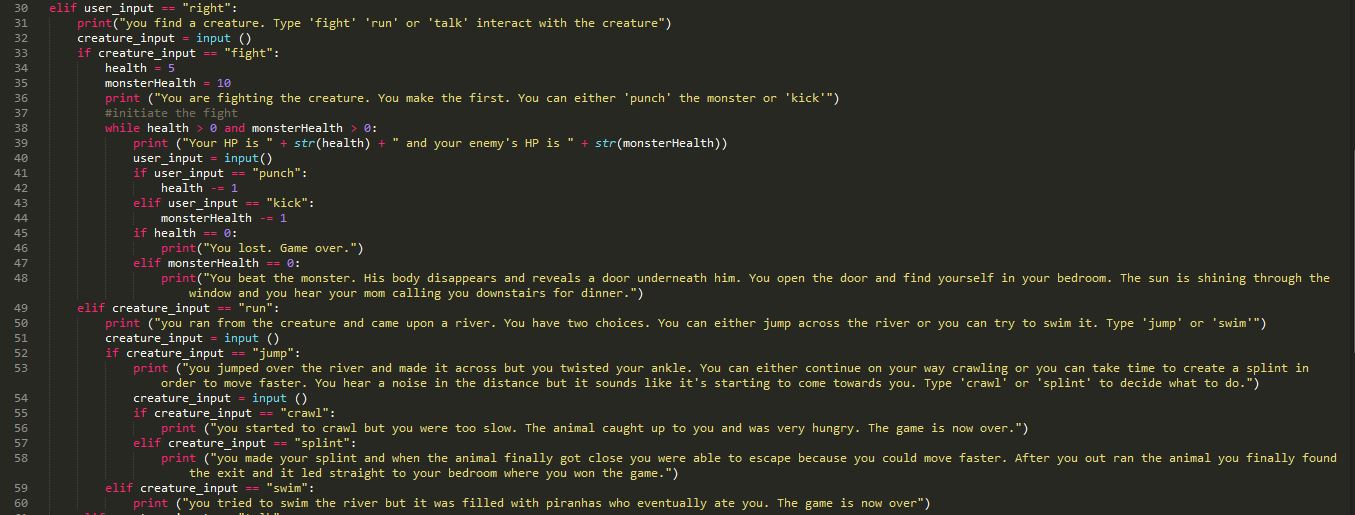 30 elif user_input == "right":
31 print("you find a creature. Type 'fight' 'run' or 'talk' interact with the creature")
32 creature_input = input ()
33 if creature_input == "fight":
34 health = 5
35 monsterHealth = 10
36 print ("You are fighting the creature. You make the first. You can either 'punch' the monster or 'kick'")
37 #initiate the fight
38 while health > 0 and monsterHealth > 0:
39 print ("Your HP is " + str(health) + " and your enemy's HP is " + str(monsterHealth))
40 user_input = input()
41 if user_input == "punch":
42 health -= 1
43 elif user_input == "kick":
44 monsterHealth -= 1
45 if health == 0:
46 print("You lost. Game over.")
47 elif monsterHealth == 0:
48 print("You beat the monster. His body disappears and reveals a door underneath him. You open the door and find yourself in your bedroom. The sun is shining through the
window and you hear your mom calling you downstairs for dinner.")
49 elif creature_input == "run":
50 print ("you ran from the creature and came upon a river. You have two choices. You can either jump across the river or you can try to swim it. Type 'jump' or 'swim'")
51 creature_input = input ()
52 if creature_input == "jump":
53 print ("you jumped over the river and made it across but you twisted your ankle. You can either continue on your way crawling or you can take time to create a splint in
order to move faster. You hear a noise in the distance but it sounds like it's starting to come towards you. Type 'crawl' or 'splint' to decide what to do.")
54 creature_input = input ()
55 if creature_input == "crawl":
56 print ("you started to crawl but you were too slow. The animal caught up to you and was very hungry. The game is now over.")
57 elif creature_input == "splint":
58 print ("you made your splint and when the animal finally got close you were able to escape because you could move faster. After you out ran the animal you finally found
the exit and it led straight to your bedroom where you won the game.")
59 elif creature_input == "swim":
60 print ("you tried to swim the river but it was filled with piranhas who eventually ate you. The game is now over")